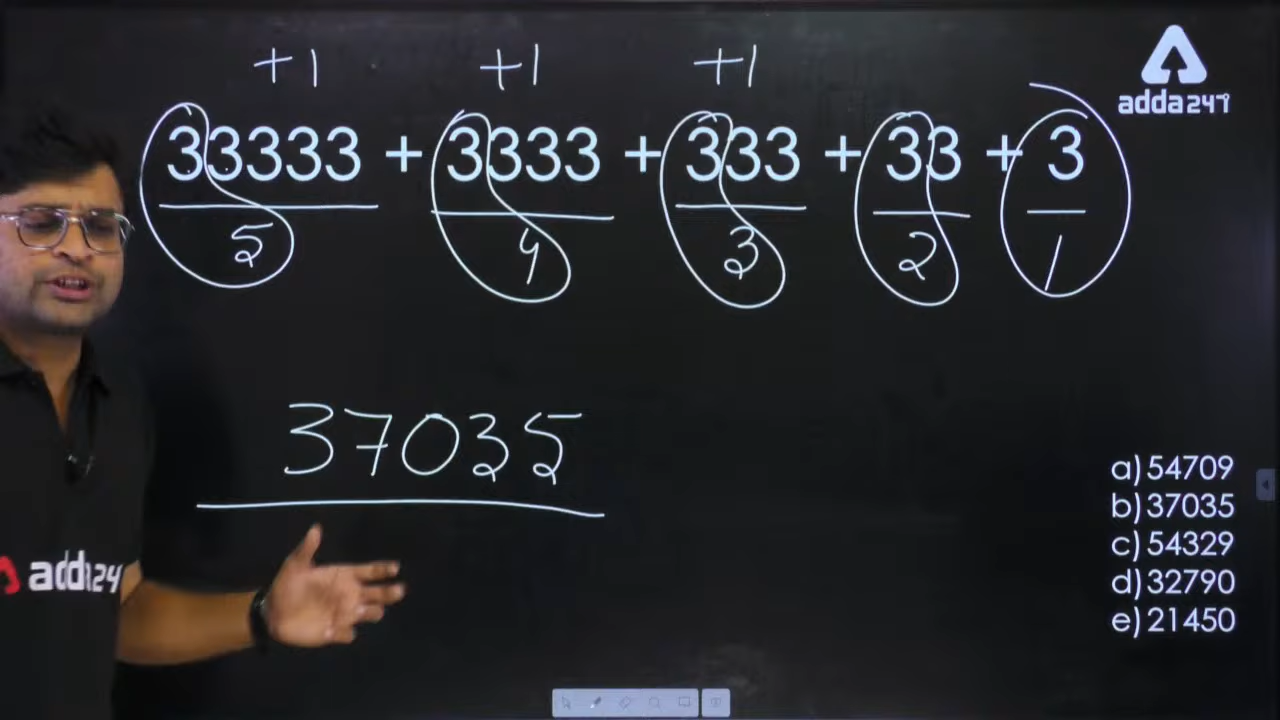 +1 +1 +1
adda247
33333 + 3333 + 333 + 33 + 3
5 4 3 2 1
37035
a) 54709
b) 37035
c) 54329
d) 32790
e) 21450
adda24